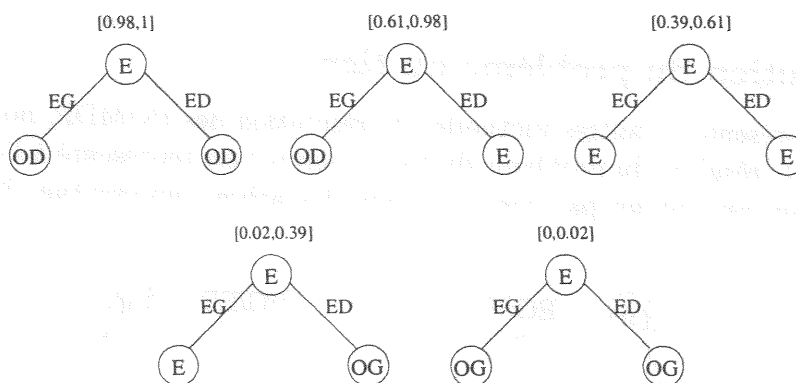 [0.98,1] [0.61,0.98] [0.39,0.61]
E E E
EG ED EG ED EG ED
OD OD OD E E E
[0.02,0.39] [0,0.02]
E E
EG ED EG ED
E OG OG OG